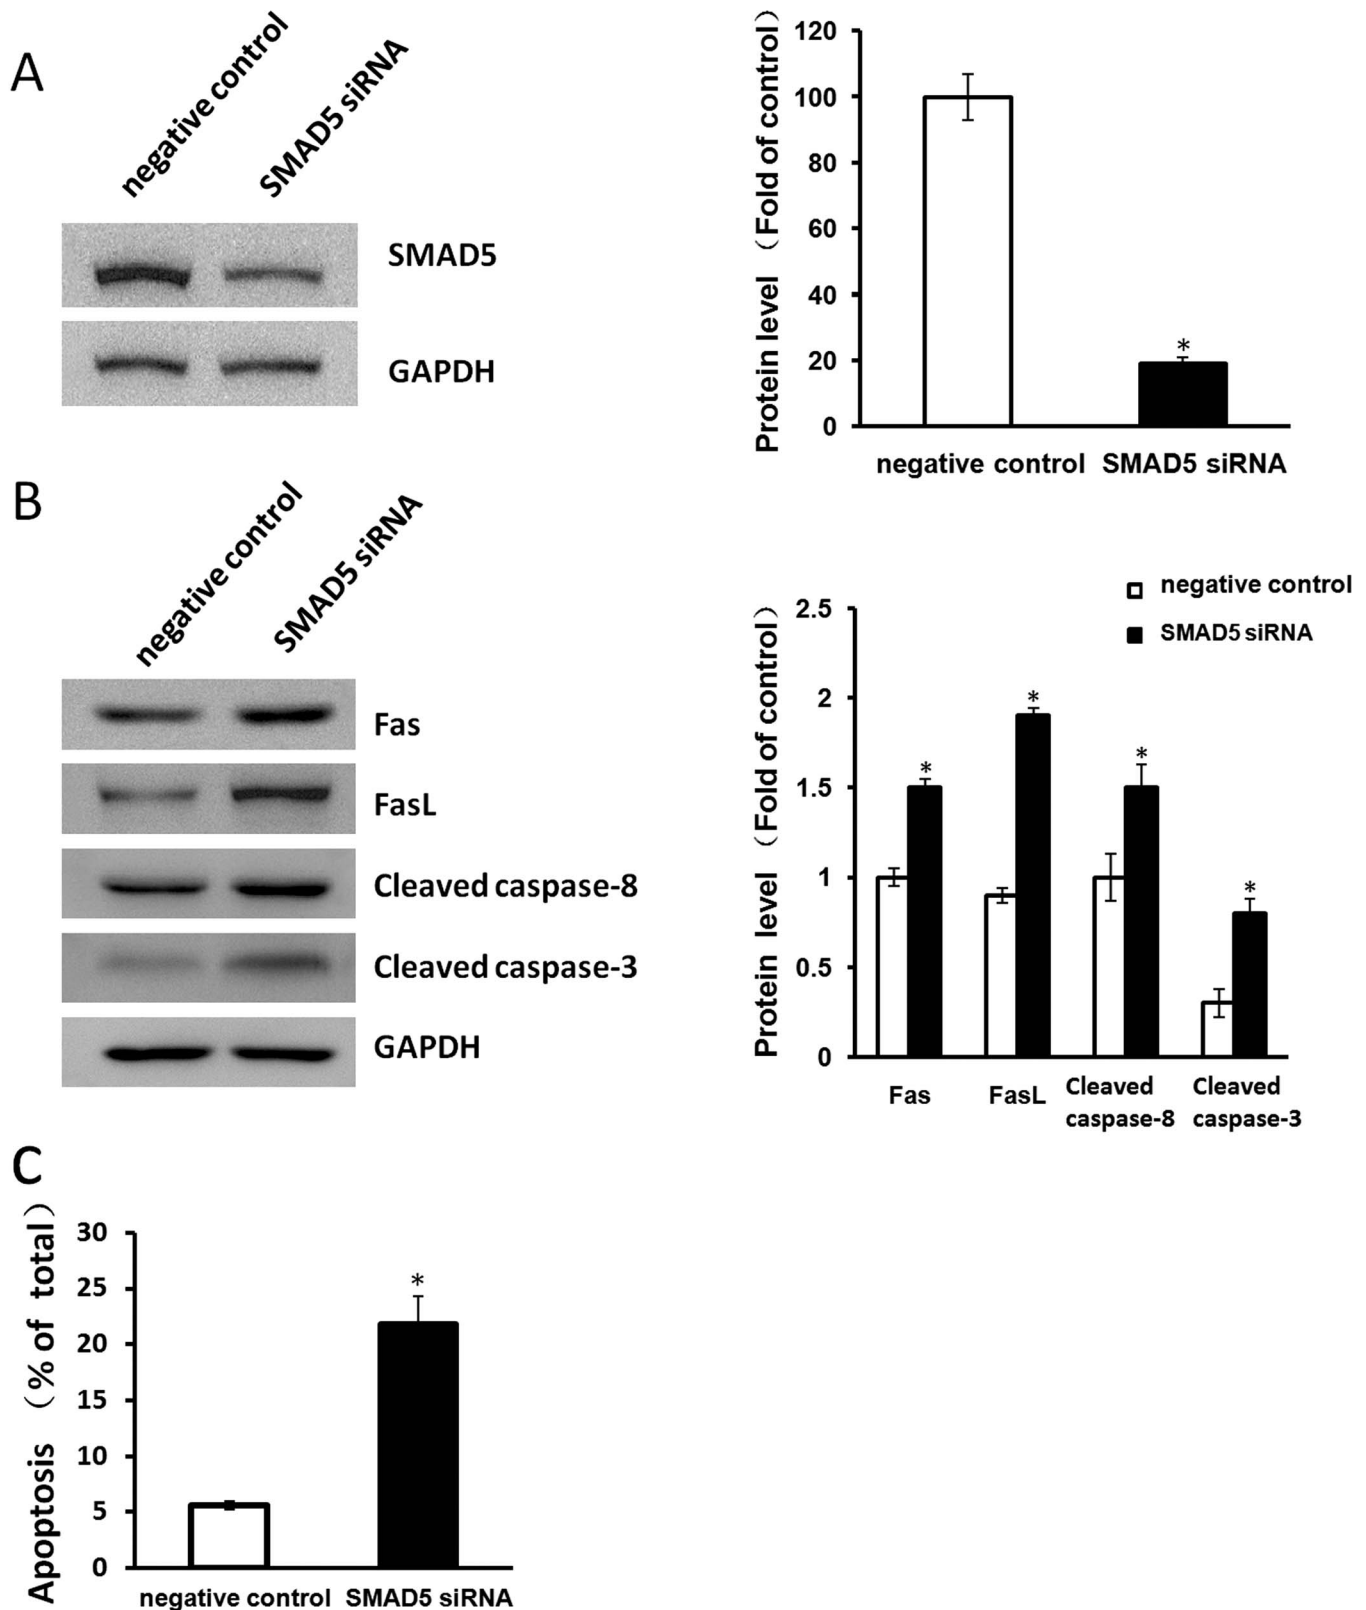 A
negative control
SMAD5 siRNA
SMAD5
GAPDH
Protein level (Fold of control)
120
100
80
60
40
20
0
*
negative control SMAD5 siRNA
B
negative control
SMAD5 siRNA
Fas
FasL
Cleaved caspase-8
Cleaved caspase-3
GAPDH
Protein level (Fold of control)
negative control
SMAD5 siRNA
2.5
2
1.5
1
0.5
0
*
*
*
*
Fas
FasL
Cleaved
caspase-8
Cleaved
caspase-3
C
Apoptosis (% of total)
30
25
20
15
10
5
0
*
negative control SMAD5 siRNA